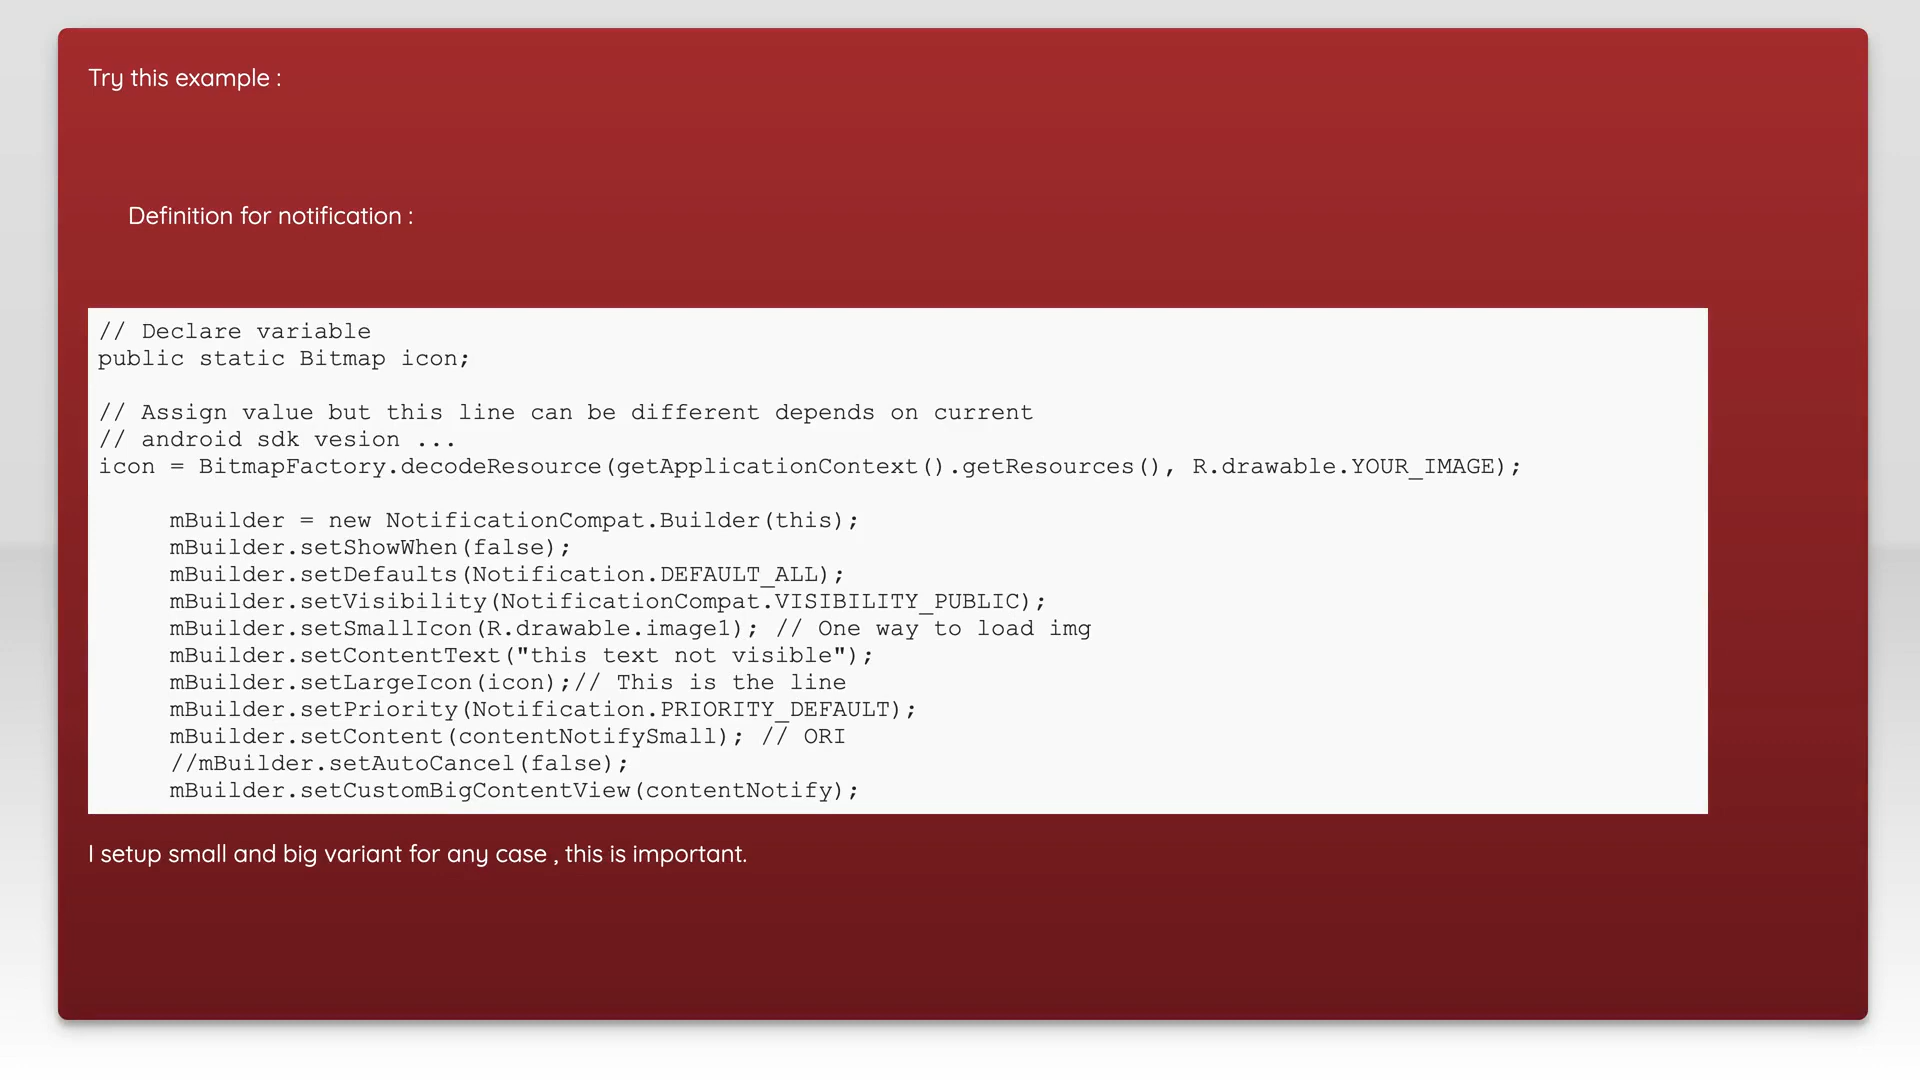 Try this example :
Definition for notification :
// Declare variable
public static Bitmap icon;
// Assign value but this line can be different depends on current
// android sdk vesion ...
icon = BitmapFactory.decodeResource(getApplicationContext().getResources(), R.drawable.YOUR_IMAGE);
mBuilder = new NotificationCompat.Builder(this);
mBuilder.setShowWhen(false);
mBuilder.setDefaults(Notification.DEFAULT_ALL);
mBuilder.setVisibility(NotificationCompat.VISIBILITY_PUBLIC);
mBuilder.setSmallIcon(R.drawable.image1); // One way to load img
mBuilder.setContentText("this text not visible");
mBuilder.setLargeIcon(icon);// This is the line
mBuilder.setPriority(Notification.PRIORITY_DEFAULT);
mBuilder.setContent(contentNotifySmall); // ORI
//mBuilder.setAutoCancel(false);
mBuilder.setCustomBigContentView(contentNotify);
I setup small and big variant for any case , this is important.